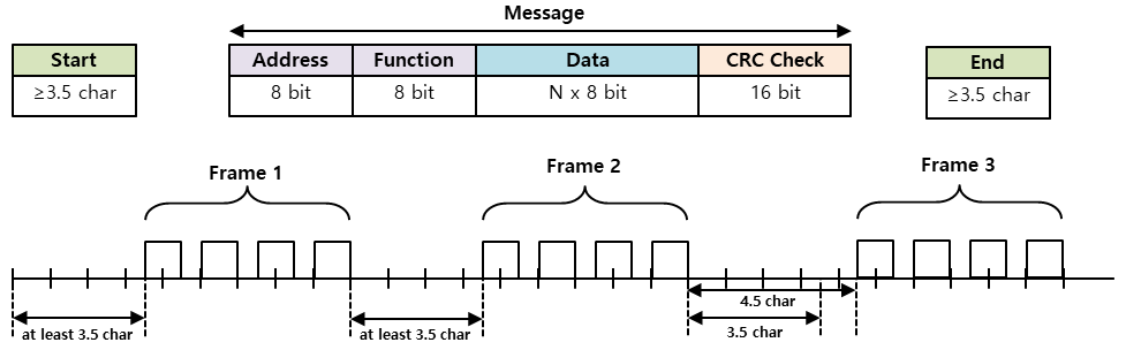 Message
Start
Address Function Data CRC Check
End
≥3.5 char
8 bit 8 bit N x 8 bit 16 bit
≥3.5 char
Frame 1
Frame 2
Frame 3
4.5 char
at least 3.5 char
at least 3.5 char
3.5 char